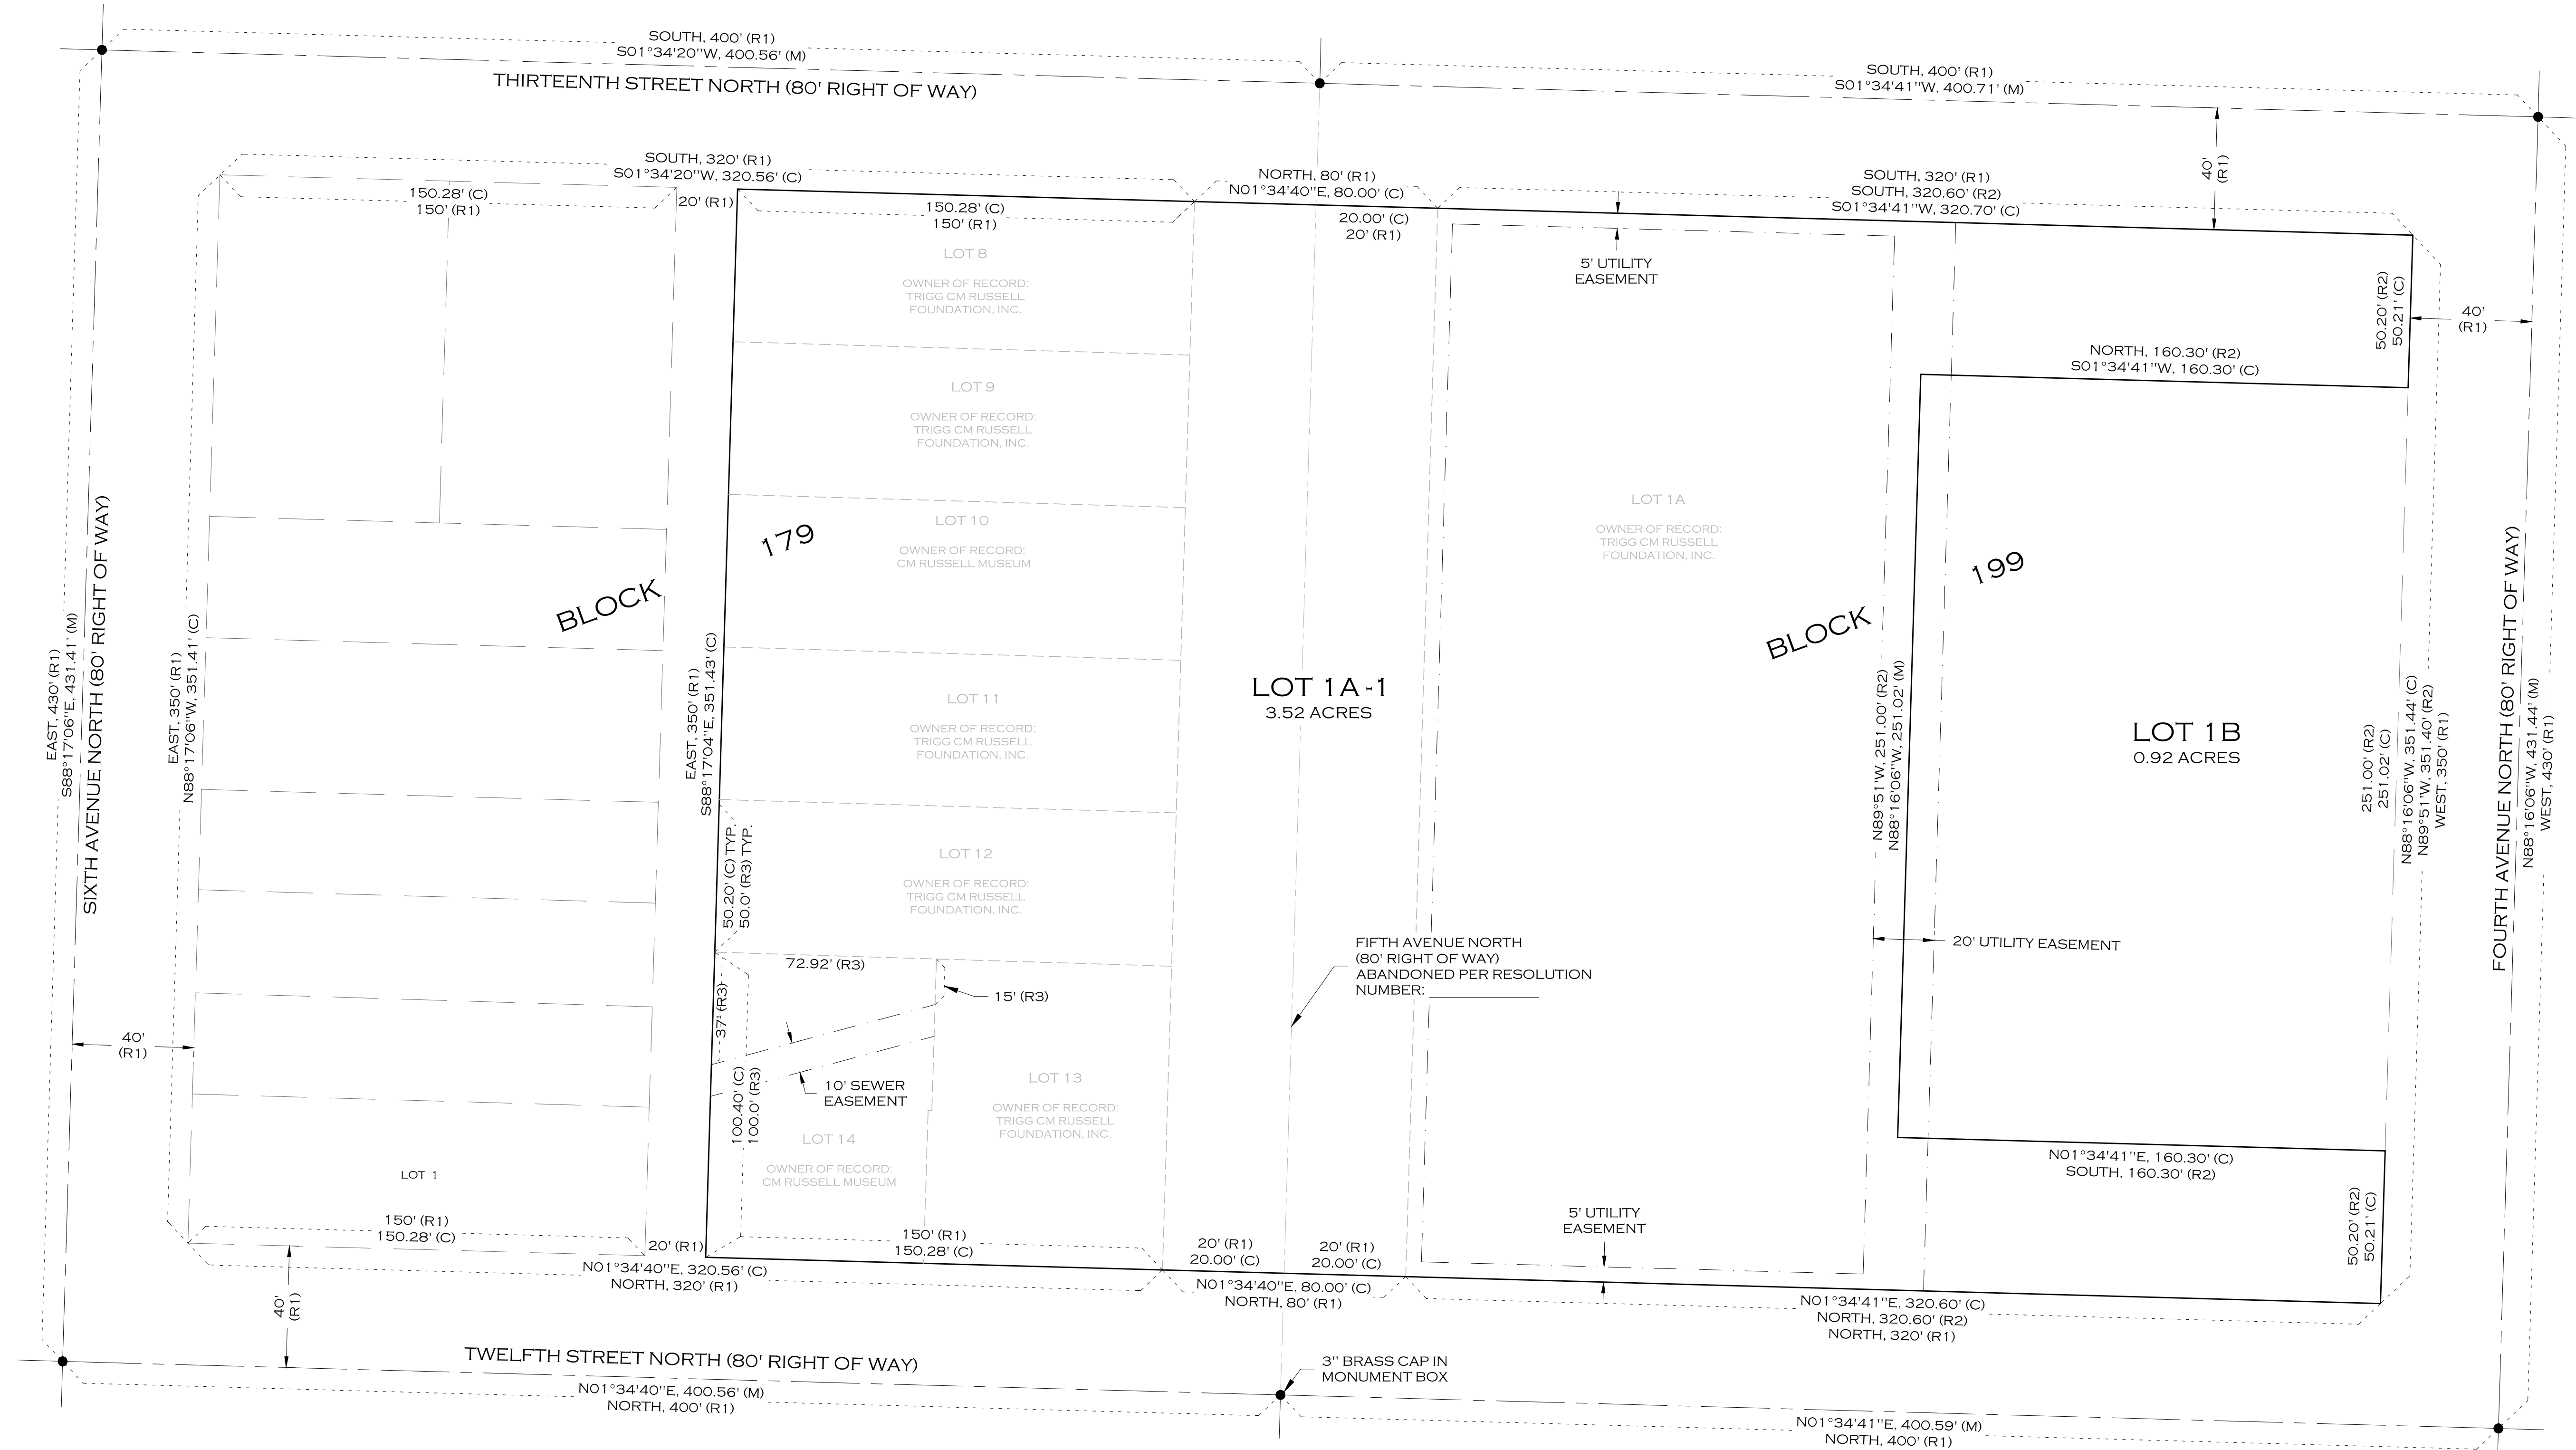 SOUTH, 400' (R1)
S01°34'20"W, 400.56' (M)
THIRTEENTH STREET NORTH (80' RIGHT OF WAY)
SOUTH, 400' (R1)
S01°34'41"W, 400.71' (M)
40'
(R1)
SOUTH, 320' (R1)
S01°34'20"W, 320.56' (C)
150.28' (C)
150' (R1)
20' (R1)
150.28' (C)
150' (R1)
NORTH, 80' (R1)
N01°34'40"E, 80.00' (C)
20.00' (C)
20' (R1)
SOUTH, 320' (R1)
SOUTH, 320.60' (R2)
S01°34'41"W, 320.70' (C)
5' UTILITY
EASEMENT
LOT 8
OWNER OF RECORD:
TRIGG CM RUSSELL
FOUNDATION, INC.
50.20' (R2)
50.21' (C)
40'
(R1)
NORTH, 160.30' (R2)
S01°34'41"W, 160.30' (C)
LOT 9
OWNER OF RECORD:
TRIGG CM RUSSELL
FOUNDATION, INC.
LOT 10
OWNER OF RECORD:
CM RUSSELL MUSEUM
LOT 1A
OWNER OF RECORD:
TRIGG CM RUSSELL
FOUNDATION, INC.
BLOCK
179
BLOCK
199
EAST, 430' (R1)
S88°17'06"E, 431.41' (M)
SIXTH AVENUE NORTH (80' RIGHT OF WAY)
EAST, 350' (R1)
N88°17'06"W, 351.41' (C)
EAST, 350' (R1)
S88°17'04"E, 351.43' (C)
LOT 11
OWNER OF RECORD:
TRIGG CM RUSSELL
FOUNDATION, INC.
LOT 1A-1
3.52 ACRES
N89°51'W, 251.00' (R2)
N88°16'06"W, 251.02' (M)
LOT 1B
0.92 ACRES
251.00' (R2)
251.02' (C)
N88°16'06"W, 351.44' (C)
N89°51'W, 351.40' (R2)
WEST, 350' (R1)
FOURTH AVENUE NORTH (80' RIGHT OF WAY)
N88°16'06"W, 431.44' (M)
WEST, 430' (R1)
50.20' (C) TYP.
50.0' (R3) TYP.
LOT 12
OWNER OF RECORD:
TRIGG CM RUSSELL
FOUNDATION, INC.
FIFTH AVENUE NORTH
(80' RIGHT OF WAY)
ABANDONED PER RESOLUTION
NUMBER:
20' UTILITY EASEMENT
72.92' (R3)
15' (R3)
37' (R3)
40'
(R1)
100.40' (C)
100.0' (R3)
10' SEWER
EASEMENT
LOT 13
OWNER OF RECORD:
TRIGG CM RUSSELL
FOUNDATION, INC.
LOT 14
OWNER OF RECORD:
CM RUSSELL MUSEUM
LOT 1
N01°34'41"E, 160.30' (C)
SOUTH, 160.30' (R2)
50.20' (R2)
50.21' (C)
5' UTILITY
EASEMENT
150' (R1)
150.28' (C)
20' (R1)
150' (R1)
150.28' (C)
20' (R1)
20.00' (C)
20' (R1)
20.00' (C)
N01°34'40"E, 320.56' (C)
NORTH, 320' (R1)
N01°34'40"E, 80.00' (C)
NORTH, 80' (R1)
N01°34'41"E, 320.60' (C)
NORTH, 320.60' (R2)
NORTH, 320' (R1)
40'
(R1)
TWELFTH STREET NORTH (80' RIGHT OF WAY)
3" BRASS CAP IN
MONUMENT BOX
N01°34'40"E, 400.56' (M)
NORTH, 400' (R1)
N01°34'41"E, 400.59' (M)
NORTH, 400' (R1)